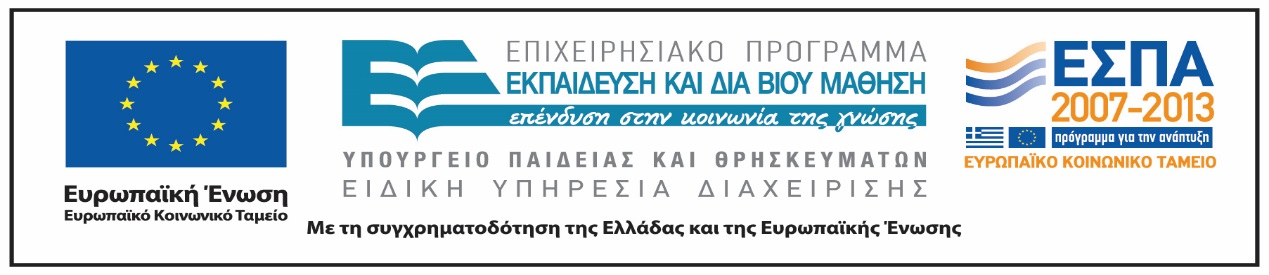 Ευρωπαϊκή Ένωση
Ευρωπαϊκό Κοινωνικό Ταμείο
ΕΠΙΧΕΙΡΗΣΙΑΚΟ ΠΡΟΓΡΑΜΜΑ
ΕΚΠΑΙΔΕΥΣΗ ΚΑΙ ΔΙΑ ΒΙΟΥ ΜΑΘΗΣΗ
επένδυση στην κοινωνία της γνώσης
ΥΠΟΥΡΓΕΙΟ ΠΑΙΔΕΙΑΣ ΚΑΙ ΘΡΗΣΚΕΥΜΑΤΩΝ
ΕΙΔΙΚΗ ΥΠΗΡΕΣΙΑ ΔΙΑΧΕΙΡΙΣΗΣ
ΕΣΠΑ
2007-2013
πρόγραμμα για την ανάπτυξη
ΕΥΡΩΠΑΪΚΟ ΚΟΙΝΩΝΙΚΟ ΤΑΜΕΙΟ
Με τη συγχρηματοδότηση της Ελλάδας και της Ευρωπαϊκής Ένωσης